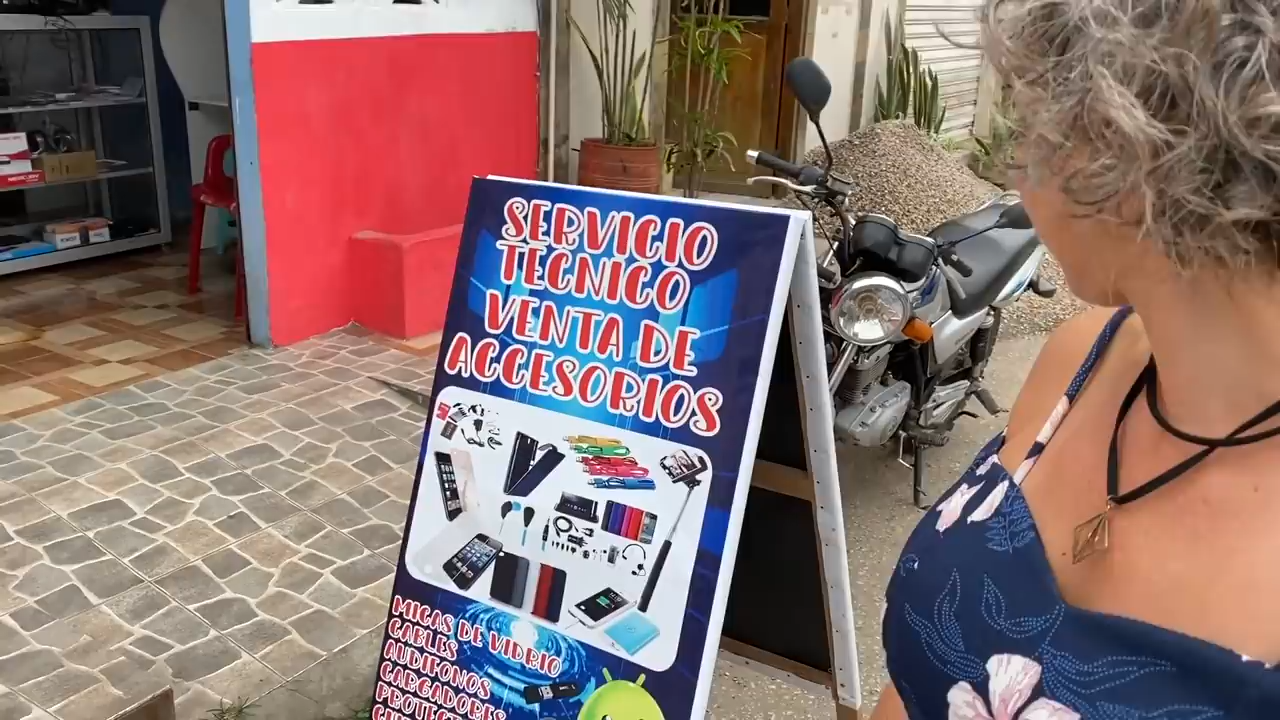 SERVICIO
TECNICO
VENTA DE
ACCESORIOS
MICAS DE VIDRIO
CABLES
AUDIFONOS
CARGADORES